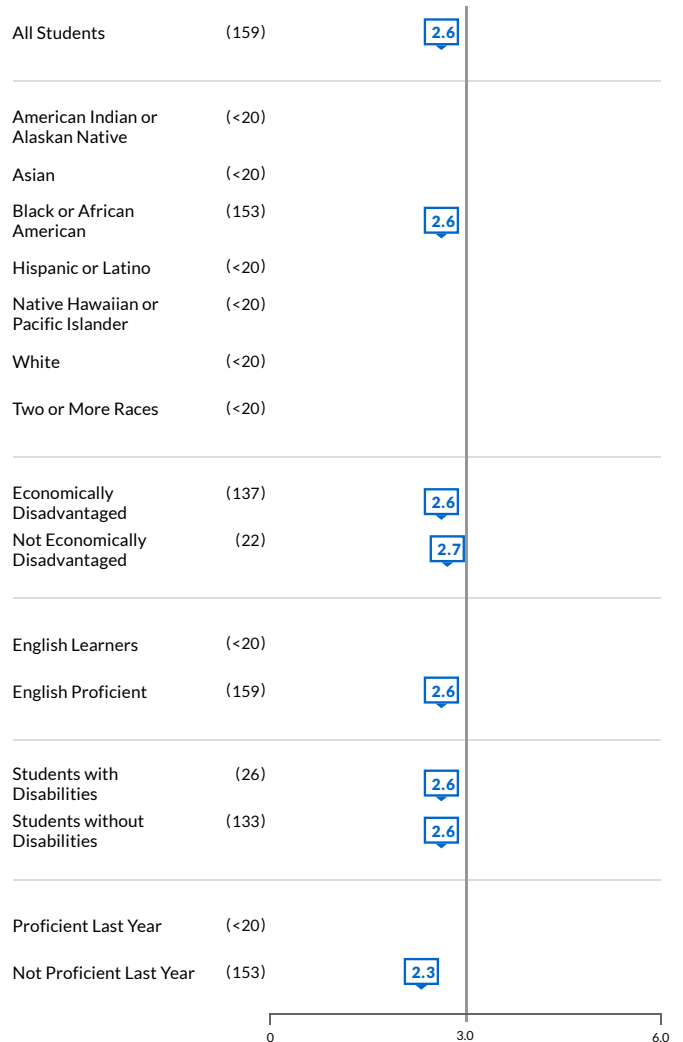 All Students (159) 2.6
American Indian or (<20)
Alaskan Native
Asian (<20)
Black or African (153) 2.6
American
Hispanic or Latino (<20)
Native Hawaiian or (<20)
Pacific Islander
White (<20)
Two or More Races (<20)
Economically (137) 2.6
Disadvantaged
Not Economically (22) 2.7
Disadvantaged
English Learners (<20)
English Proficient (159) 2.6
Students with (26) 2.6
Disabilities
Students without (133) 2.6
Disabilities
Proficient Last Year (<20)
Not Proficient Last Year (153) 2.3
0 3.0 6.0